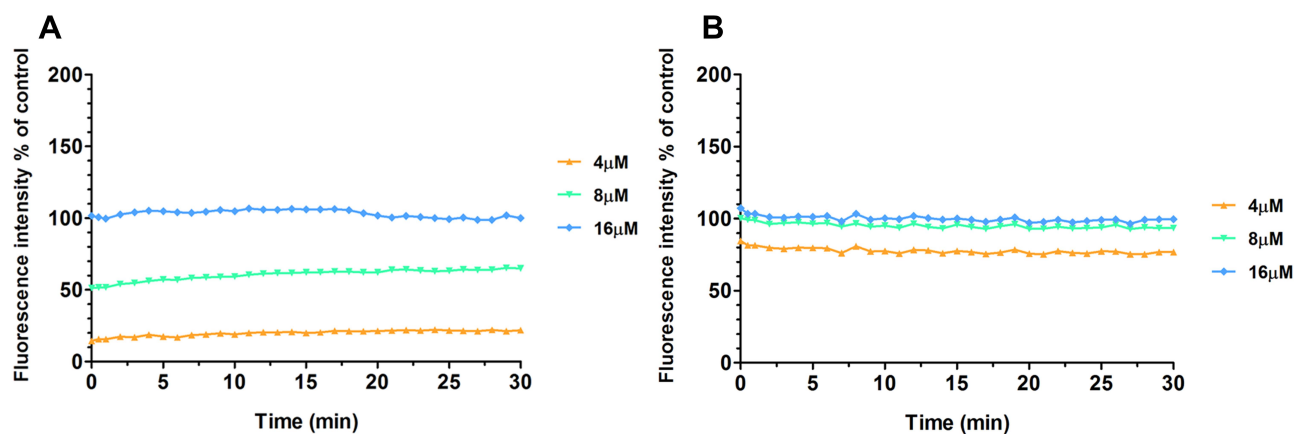 A
Fluorescence intensity % of control
200
150
100
50
0
0 5 10 15 20 25 30
Time (min)
4μM
8μM
16μM
B
Fluorescence intensity % of control
200
150
100
50
0
0 5 10 15 20 25 30
Time (min)
4μM
8μM
16μM